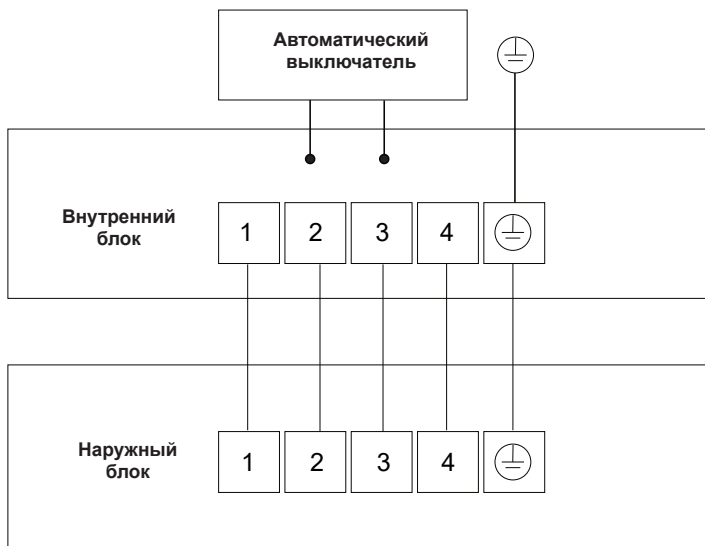 Автоматический
выключатель
Внутренний
блок
1 2 3 4
Наружный
блок
1 2 3 4